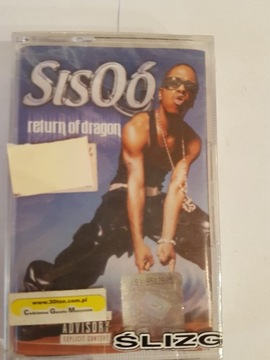 SISQÓ
return of dragon
www.30ton.com.pl
ADVISORY
EXPLICIT CONTENT
ŚLIZG